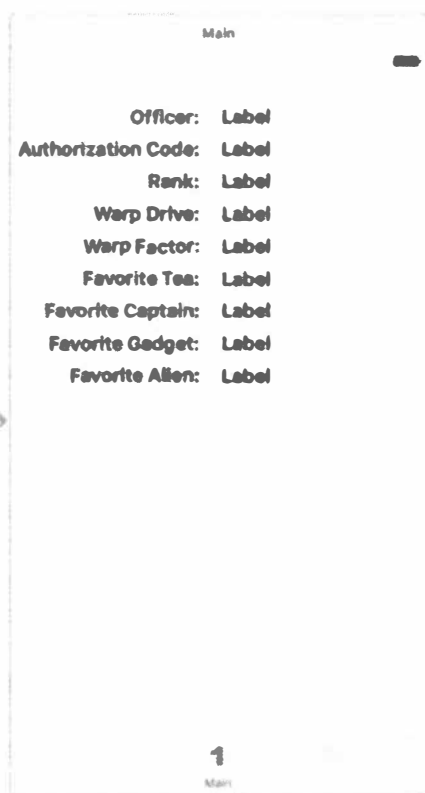 Main
Officer: Label
Authorization Code: Label
Rank: Label
Warp Drive: Label
Warp Factor: Label
Favorite Tea: Label
Favorite Captain: Label
Favorite Gadget: Label
Favorite Alien: Label
1
Main